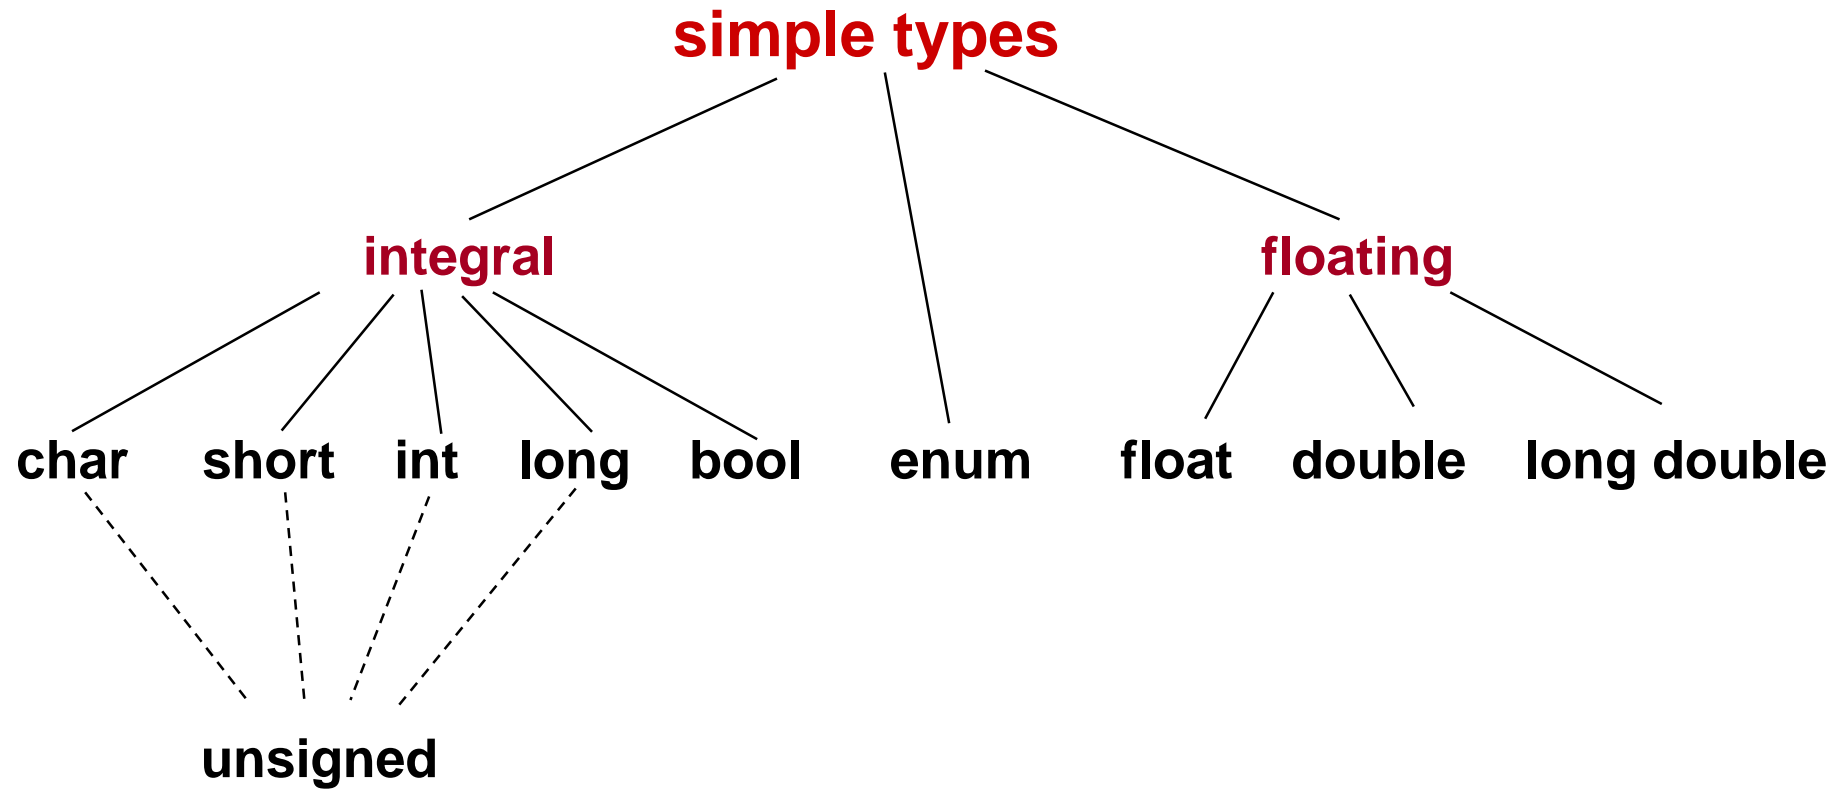 simple types
integral floating
char short int long bool enum float double long double
unsigned